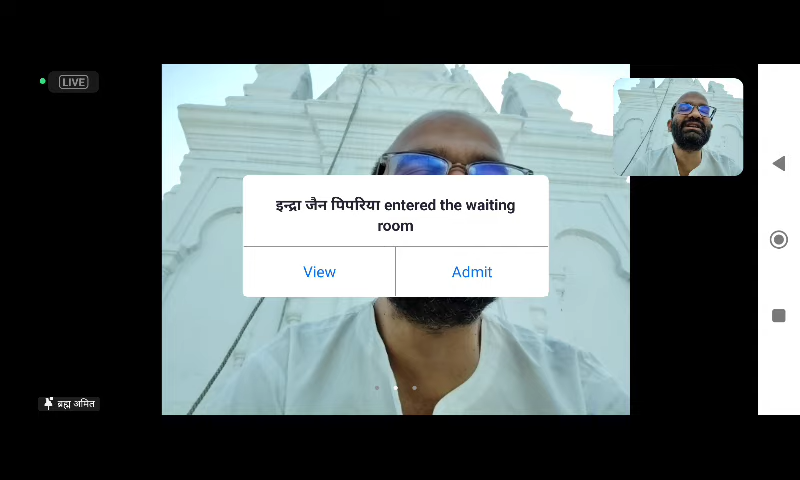 LIVE
इन्द्रा जैन पिपरिया entered the waiting
room
View
Admit
ब्रह्म अमित